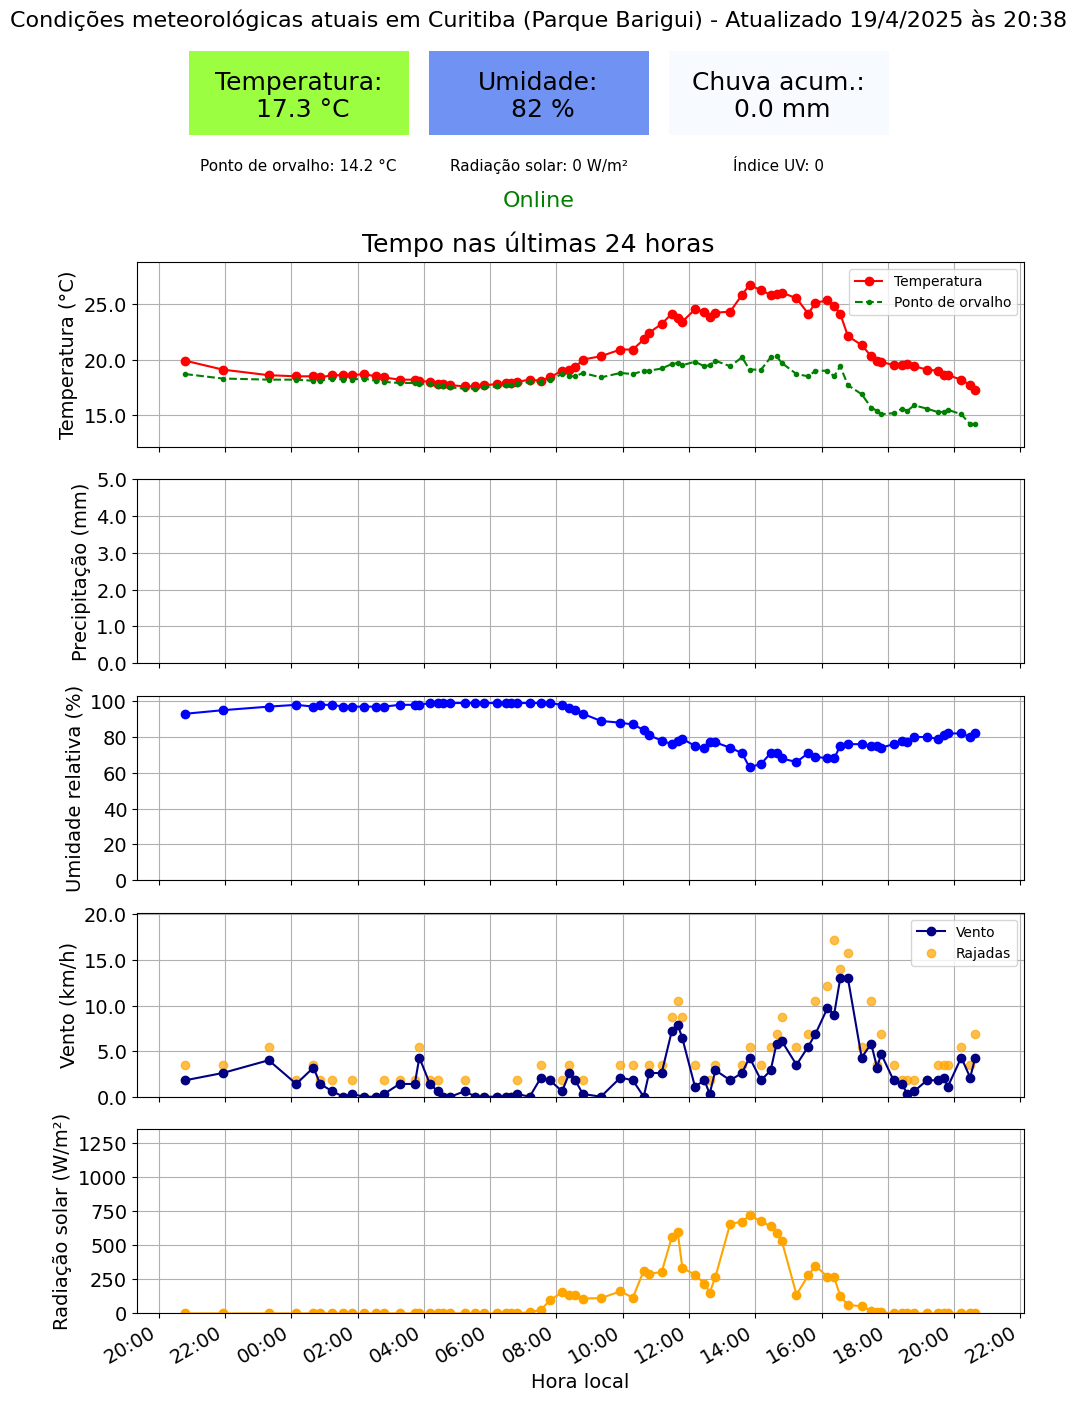 Condições meteorológicas atuais em Curitiba (Parque Barigui) - Atualizado 19/4/2025 às 20:38
Temperatura:
17.3 °C
Umidade:
82 %
Chuva acum.:
0.0 mm
Ponto de orvalho: 14.2 °C
Radiação solar: 0 W/m²
Índice UV: 0
Online
Tempo nas últimas 24 horas
Temperatura (°C)
25.0
20.0
15.0
Temperatura
Ponto de orvalho
Precipitação (mm)
5.0
4.0
3.0
2.0
1.0
0.0
Umidade relativa (%)
100
80
60
40
20
0
Vento (km/h)
20.0
15.0
10.0
5.0
0.0
Vento
Rajadas
Radiação solar (W/m²)
1250
1000
750
500
250
0
20:00
22:00
00:00
02:00
04:00
06:00
08:00
10:00
12:00
14:00
16:00
18:00
20:00
22:00
Hora local